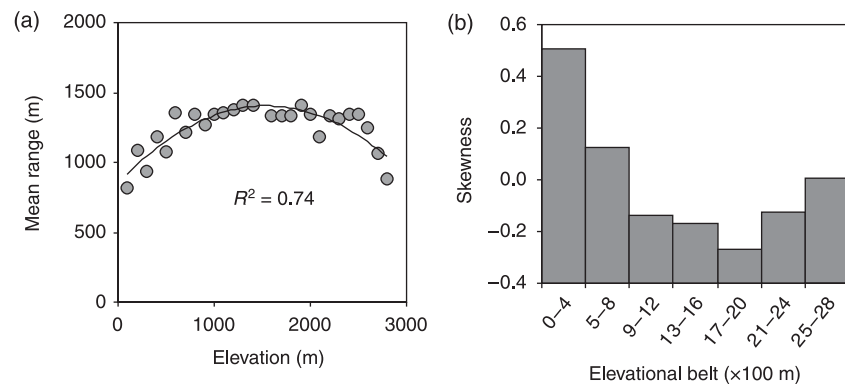 (a)
2000
1500
1000
500
0
Mean range (m)
R² = 0.74
0 1000 2000 3000
Elevation (m)
(b)
0.6
0.4
0.2
0.0
−0.2
−0.4
Skewness
0–4 5–8 9–12 13–16 17–20 21–24 25–28
Elevational belt (×100 m)